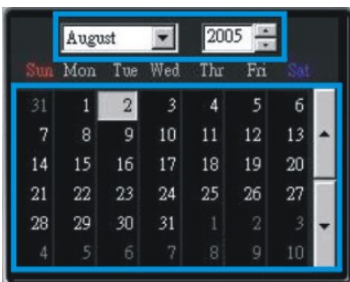 August 2005
Sun Mon Tue Wed Thr Fri Sat
31 1 2 3 4 5 6
7 8 9 10 11 12 13
14 15 16 17 18 19 20
21 22 23 24 25 26 27
28 29 30 31 1 2 3
4 5 6 7 8 9 10